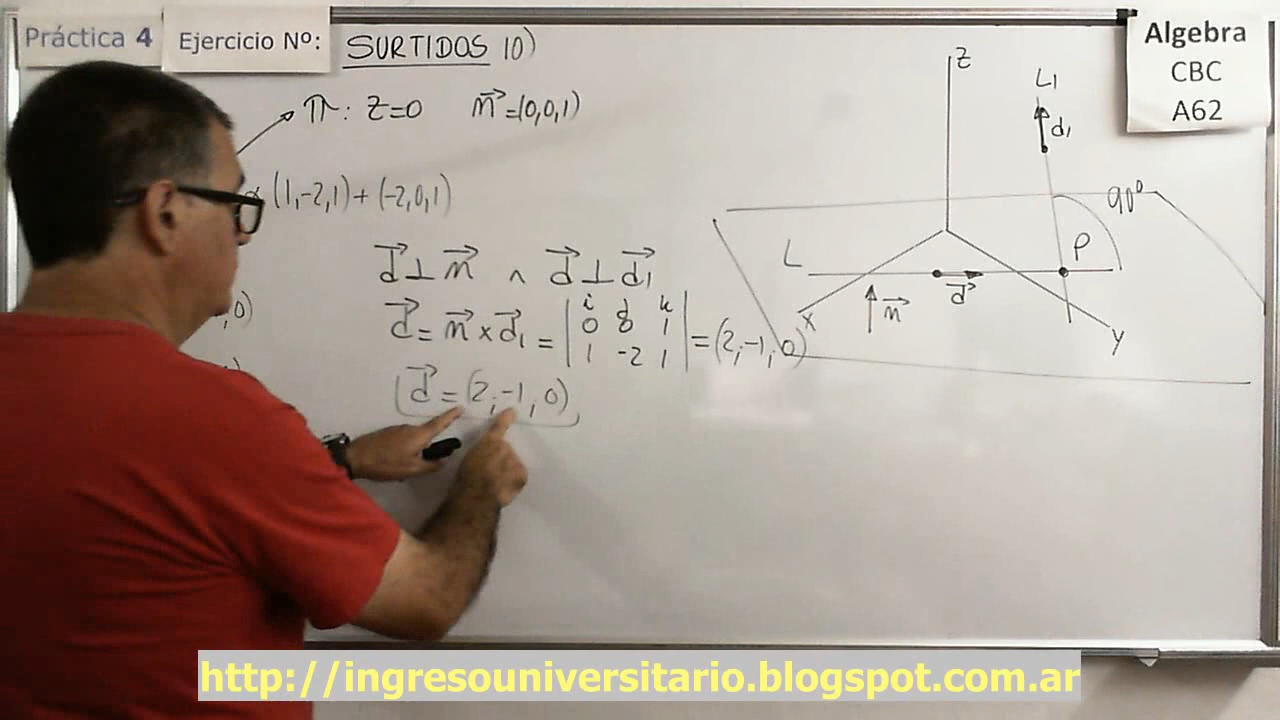 Práctica 4
Ejercicio Nº:
SURTIDOS 10)
Algebra
CBC
A62
π: z=0 n⃗=(0,0,1)
(1,-2,1)+(-2,0,1)
,0)
d⃗⊥n⃗ ∧ d⃗⊥d⃗₁
d⃗=n⃗×d⃗₁= | i j k | =(2,-1,0)
0 0 1
1 -2 1
d⃗=(2,-1,0)
z
L₁
d₁
90º
L
P
d⃗
n⃗
x
y
http://ingresouniversitario.blogspot.com.ar